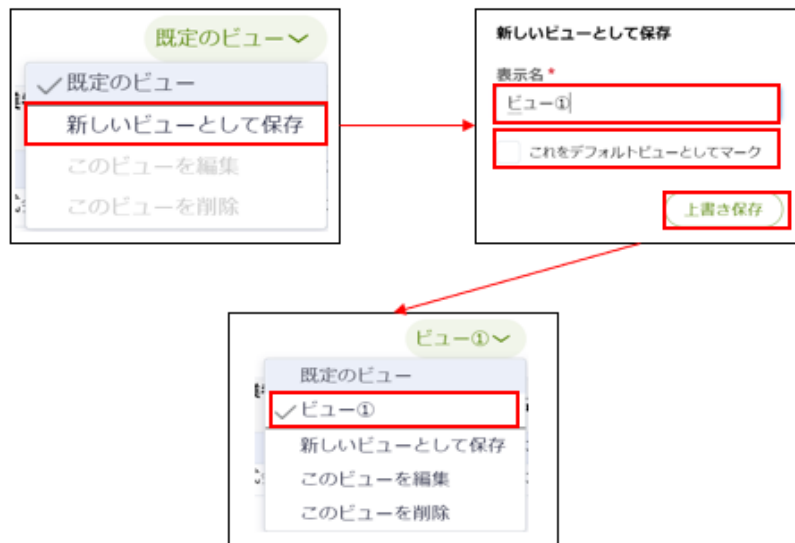 既定のビュー
既定のビュー
新しいビューとして保存
このビューを編集
このビューを削除
新しいビューとして保存
表示名*
ビュー①
これをデフォルトビューとしてマーク
上書き保存
ビュー①
既定のビュー
ビュー①
新しいビューとして保存
このビューを編集
このビューを削除